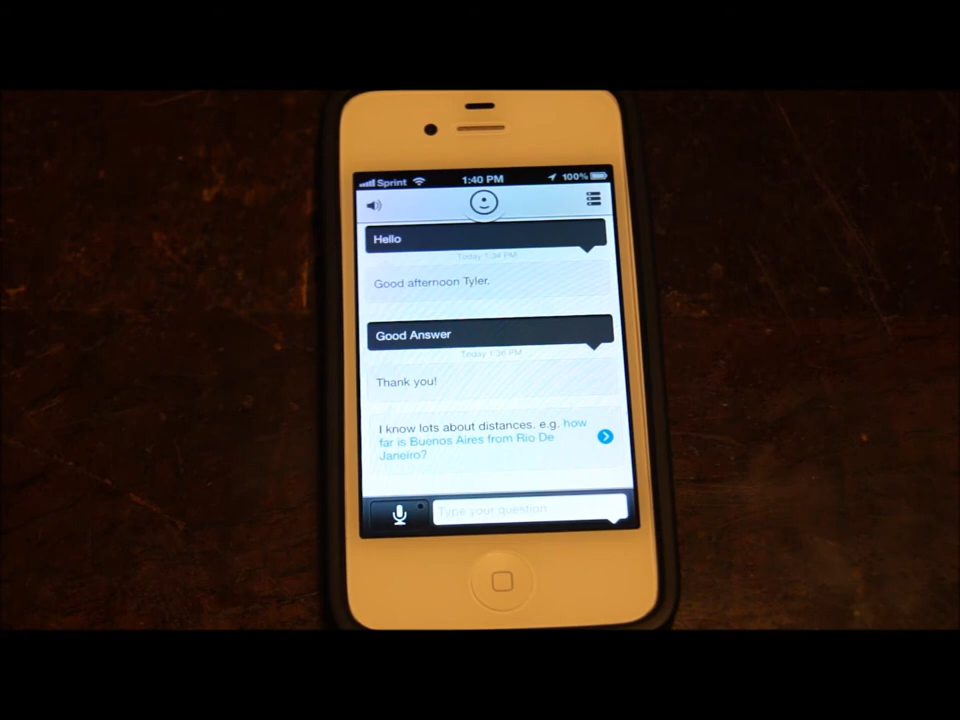 Sprint 1:40 PM 100%
Hello
Today 1:34 PM
Good afternoon Tyler.
Good Answer
Today 1:36 PM
Thank you!
I know lots about distances. e.g. how
far is Buenos Aires from Rio De
Janeiro?
Type your question